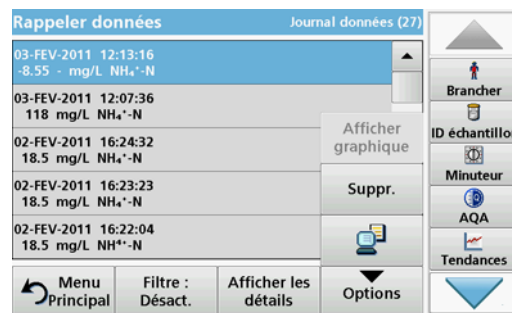 Rappeler données
Journal données (27)
03-FEV-2011 12:13:16
-8.55 - mg/L NH₄⁺-N
03-FEV-2011 12:07:36
118 mg/L NH₄⁺-N
02-FEV-2011 16:24:32
18.5 mg/L NH₄⁺-N
02-FEV-2011 16:23:23
18.5 mg/L NH₄⁺-N
02-FEV-2011 16:22:04
18.5 mg/L NH⁴⁺-N
Afficher
graphique
Suppr.
Menu
Principal
Filtre :
Désact.
Afficher les
détails
Options
Brancher
ID échantillo
Minuteur
AQA
Tendances